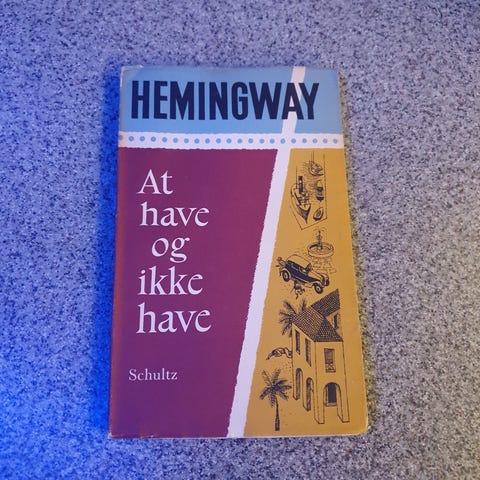 HEMINGWAY
At
have
og
ikke
have
Schultz